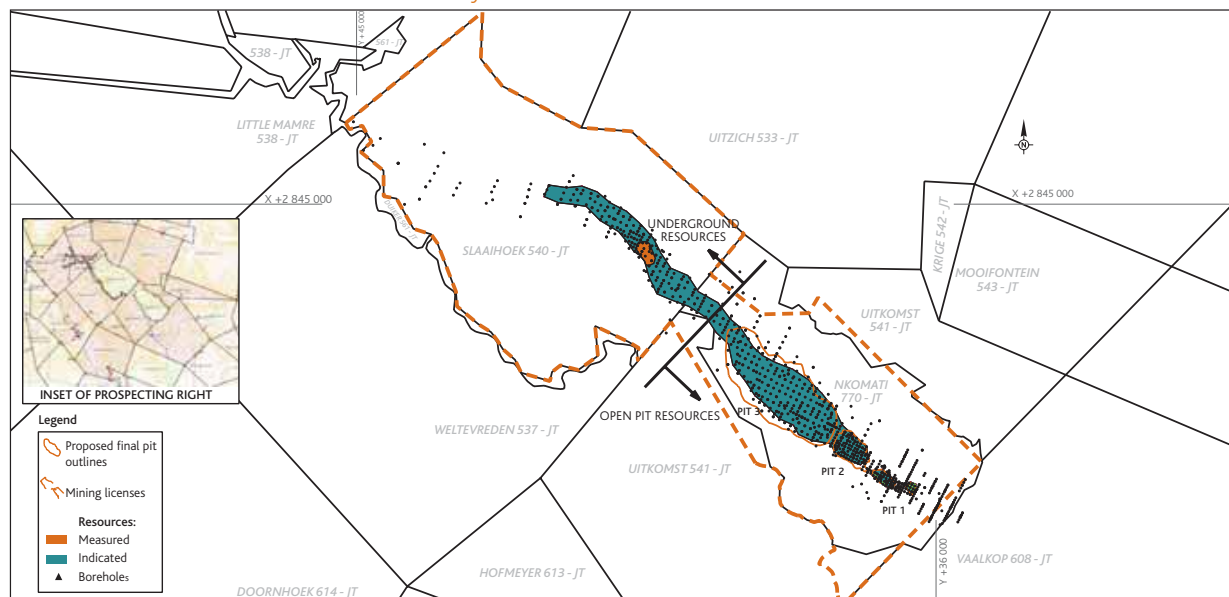 538 - JT
561 - JT
Y + 45 000
LITTLE MAMRE
538 - JT
UITZICH 533 - JT
N
X +2 845 000
X +2 845 000
KRIGE 542 - JT
MOOIFONTEIN
543 - JT
UNDERGROUND
RESOURCES
SLAAIHOEK 540 - JT
UITKOMST
541 - JT
INSET OF PROSPECTING RIGHT
NKOMATI
770 - JT
OPEN PIT RESOURCES
PIT 3
WELTEVREDEN 537 - JT
UITKOMST 541 - JT
PIT 2
PIT 1
Legend
Proposed final pit
outlines
Mining licenses
Resources:
Measured
Indicated
Boreholes
Y +36 000
VAALKOP 608 - JT
HOFMEYER 613 - JT
DOORNHOEK 614 - JT